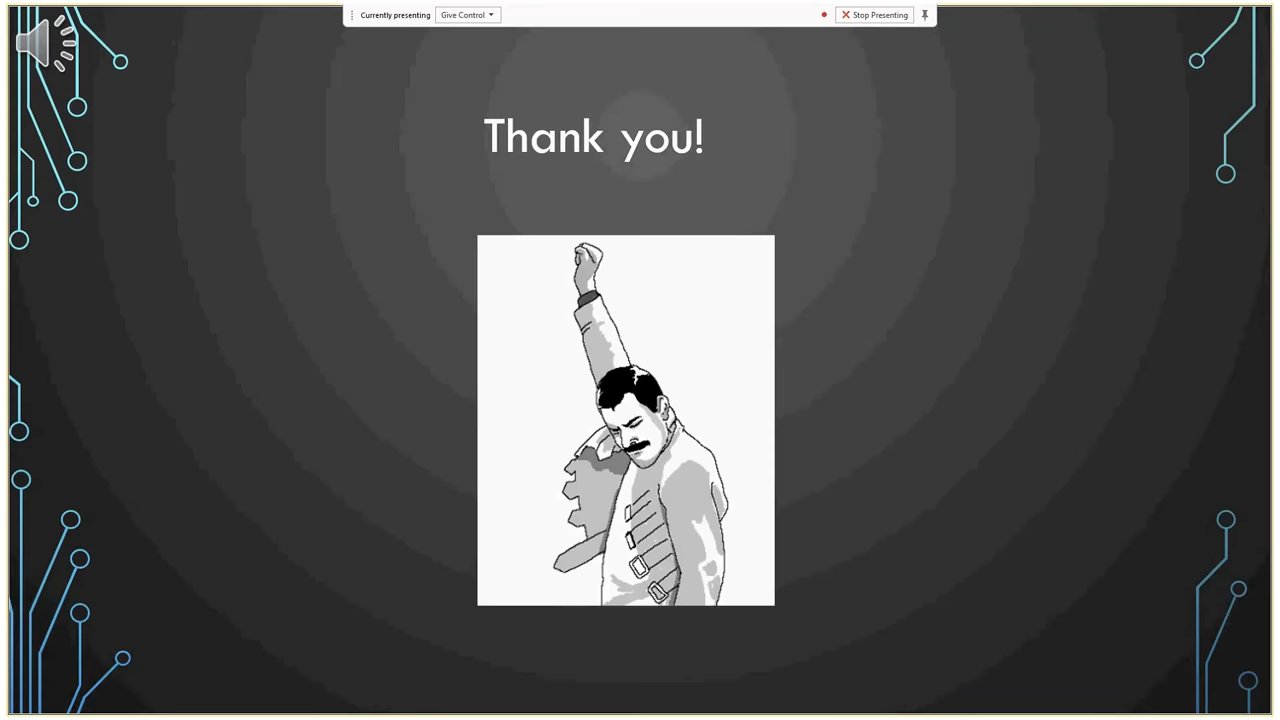 Currently presenting
Give Control
Stop Presenting
Thank you!